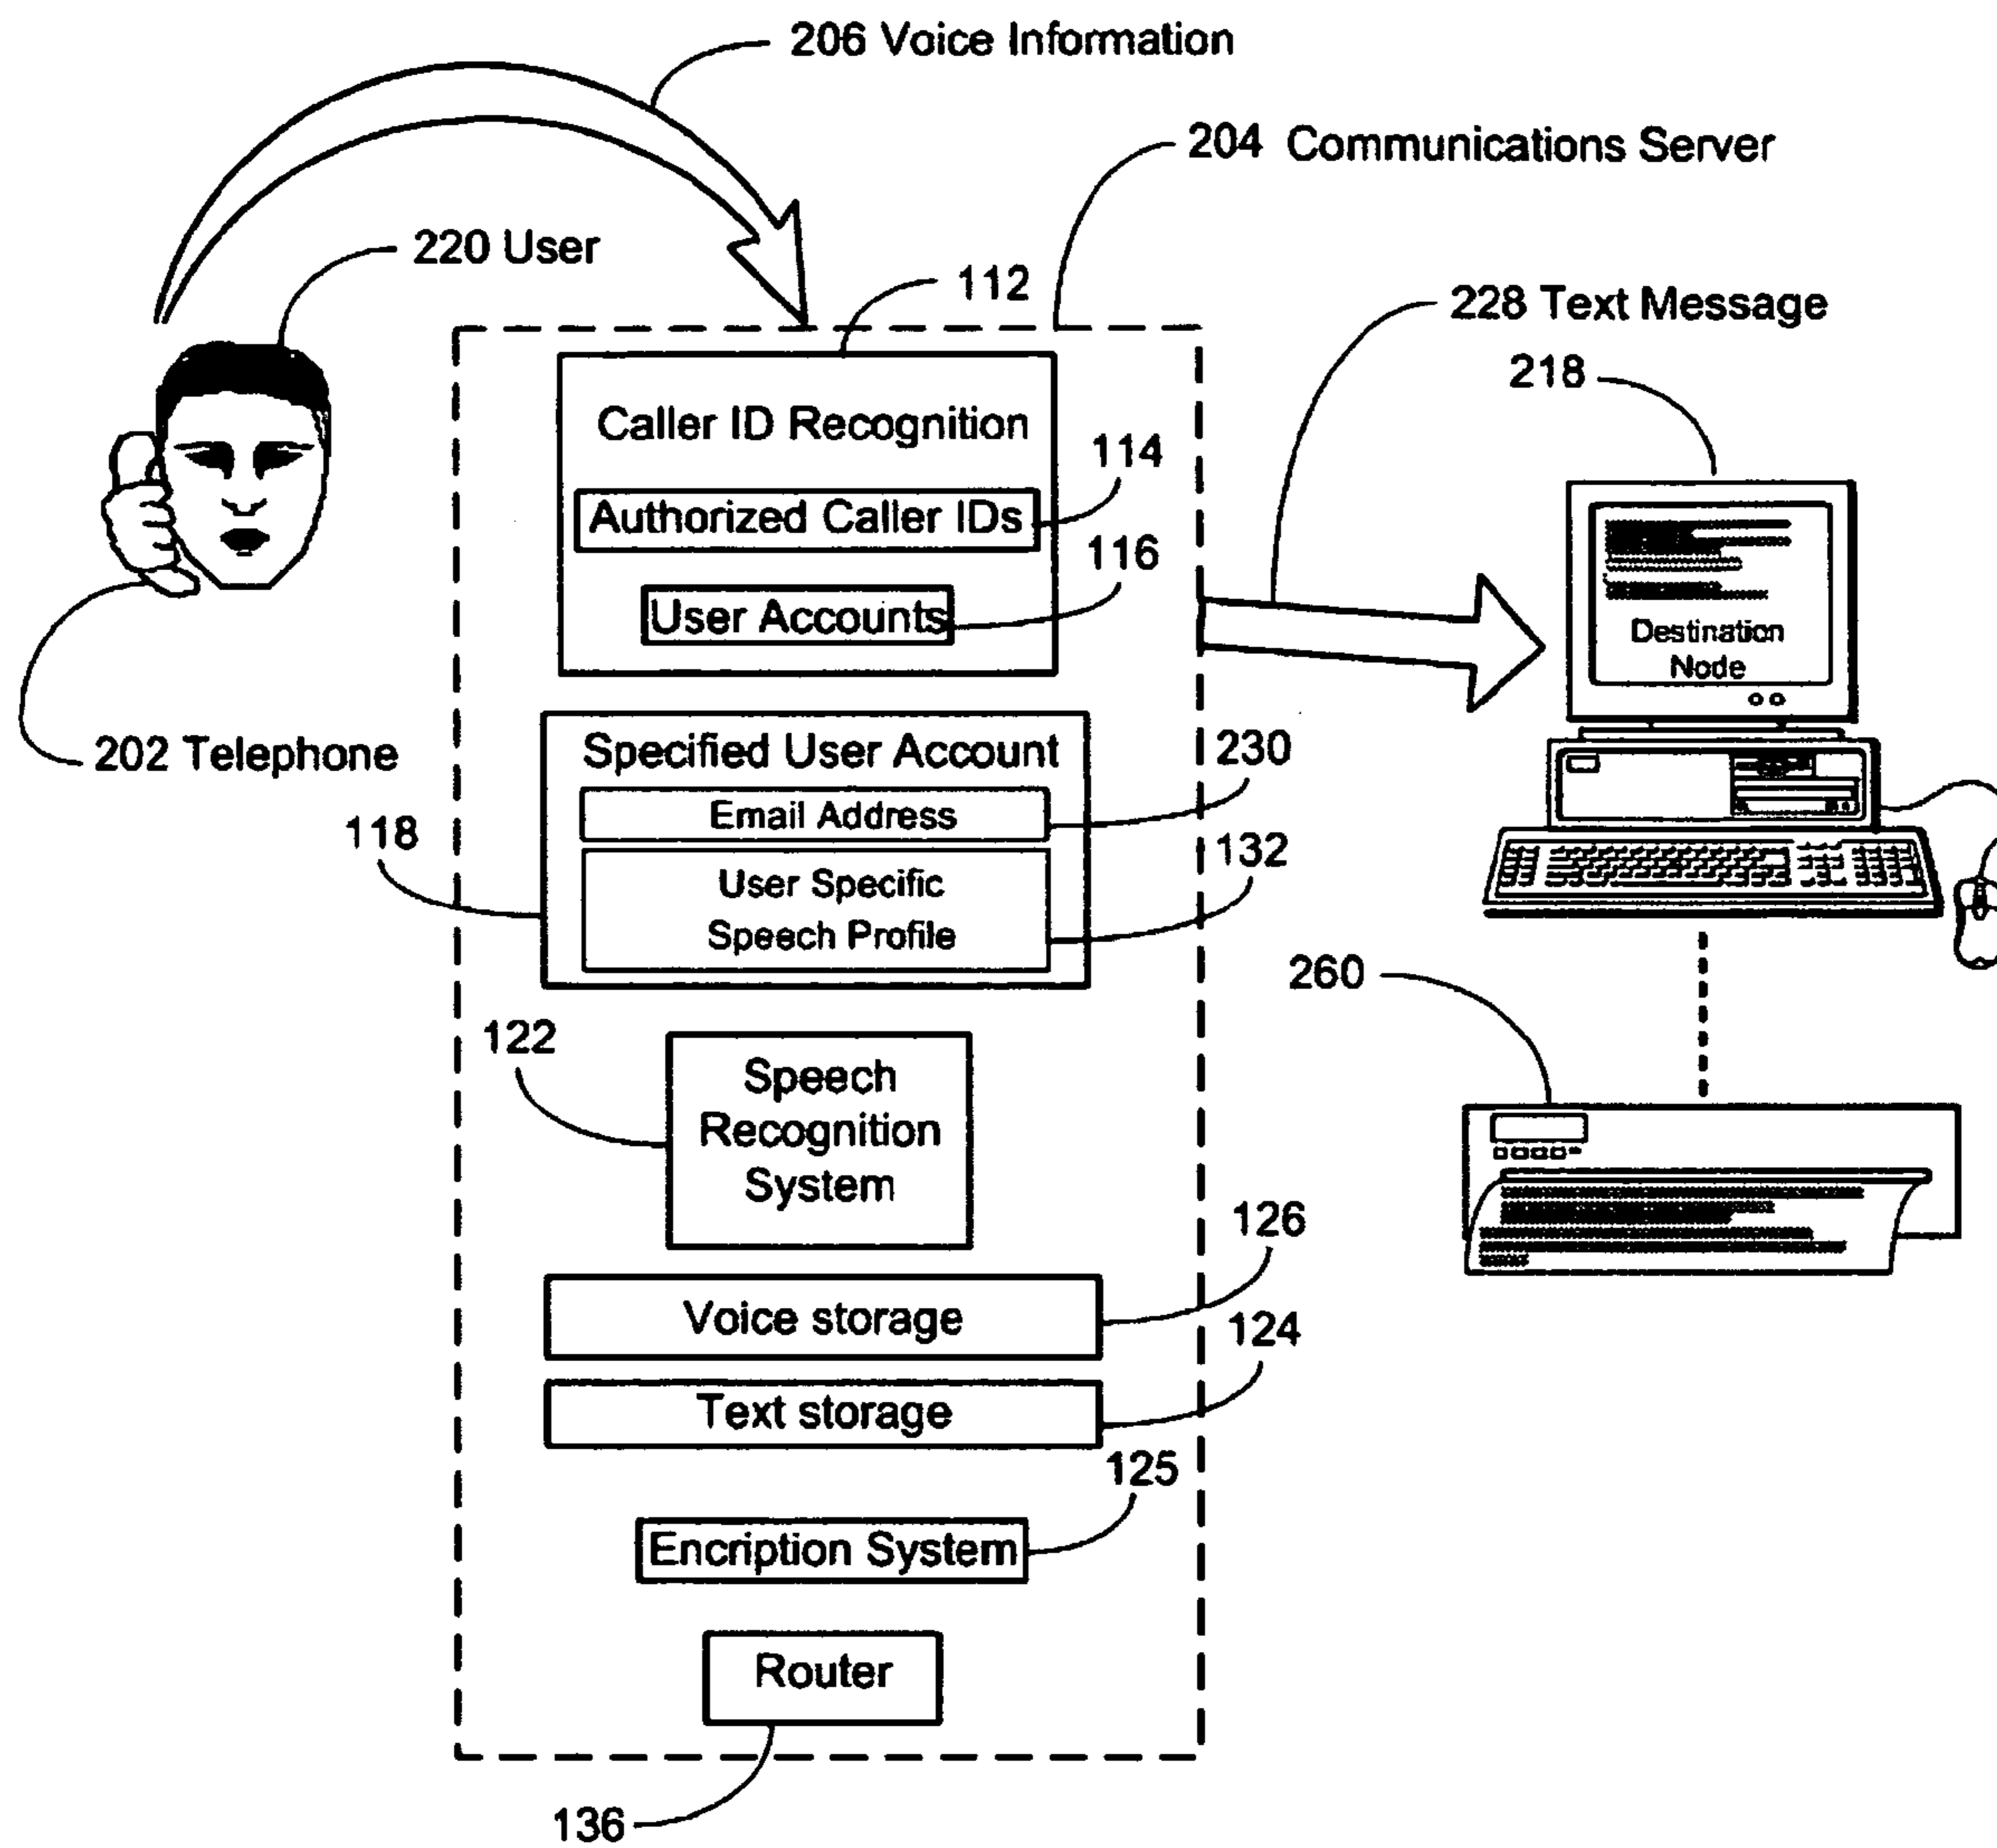 206 Voice Information
204 Communications Server
220 User
112
228 Text Message
218
Caller ID Recognition
114
Authorized Caller IDs
116
User Accounts
Destination
Node
202 Telephone
Specified User Account
230
Email Address
118
132
User Specific
Speech Profile
260
122
Speech
Recognition
System
126
Voice storage
124
Text storage
125
Encription System
Router
136